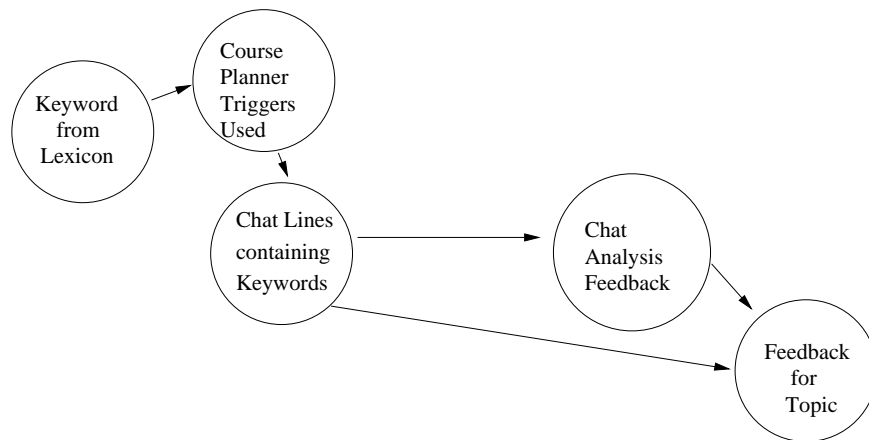 Keyword
from
Lexicon
Course
Planner
Triggers
Used
Chat Lines
containing
Keywords
Chat
Analysis
Feedback
Feedback
for
Topic